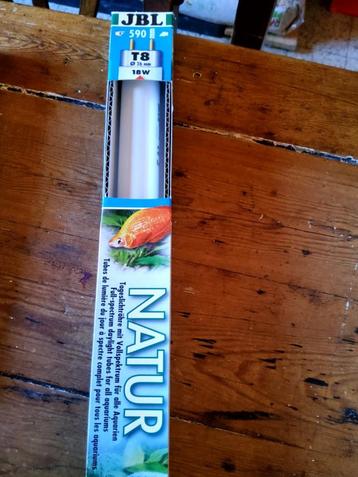 JBL
590
T8
Ø 26 mm
18W
NATUR
Tageslichtröhre mit Vollspektrum für alle Aquarien
Full-spectrum daylight tubes for all aquariums
Tubes de lumière du jour à spectre complet pour tous les aquariums.